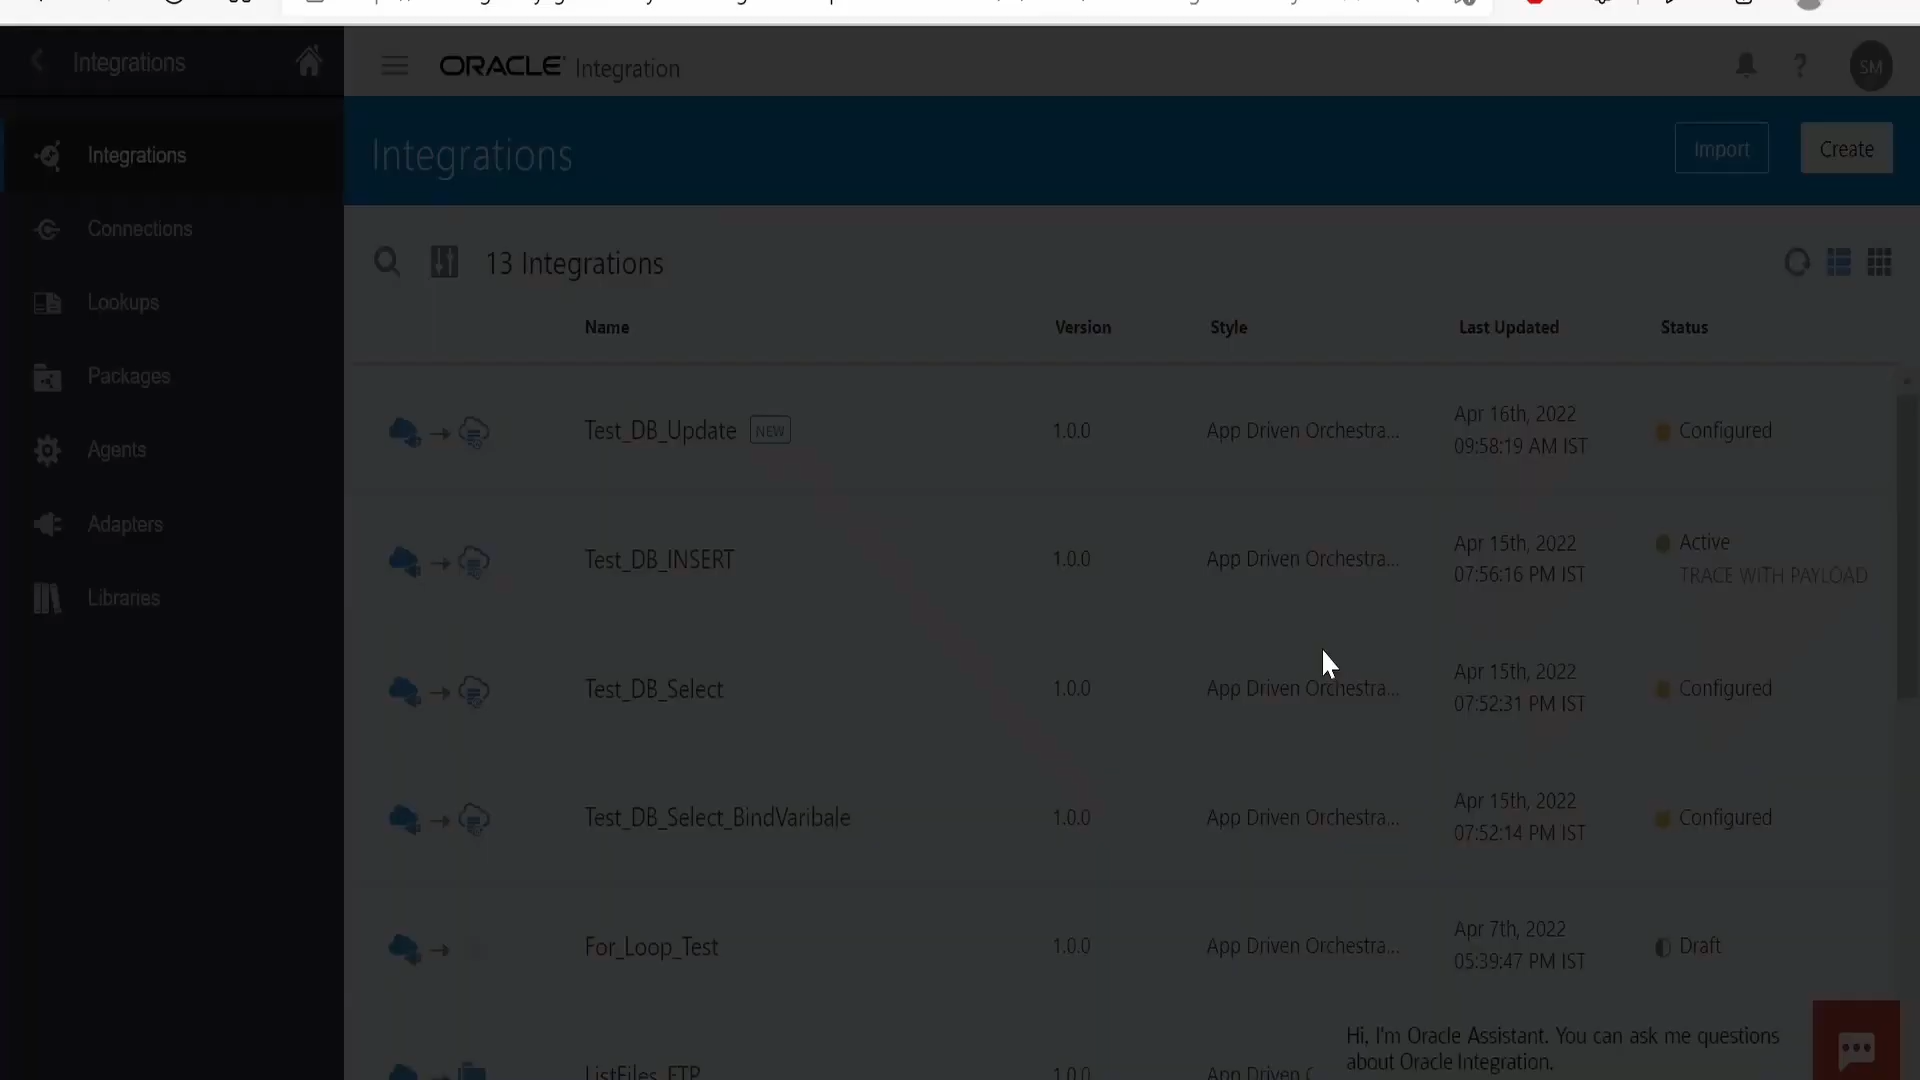 Integrations
ORACLE Integration
SM
Integrations
Import
Create
Integrations
Connections
Lookups
Packages
Agents
Adapters
Libraries
13 Integrations
Name Version Style Last Updated Status
Test_DB_Update NEW 1.0.0 App Driven Orchestra... Apr 16th, 2022 Configured
09:58:19 AM IST
Test_DB_INSERT 1.0.0 App Driven Orchestra... Apr 15th, 2022 Active
07:56:16 PM IST TRACE WITH PAYLOAD
Test_DB_Select 1.0.0 App Driven Orchestra... Apr 15th, 2022 Configured
07:52:31 PM IST
Test_DB_Select_BindVaribale 1.0.0 App Driven Orchestra... Apr 15th, 2022 Configured
07:52:14 PM IST
For_Loop_Test 1.0.0 App Driven Orchestra... Apr 7th, 2022 Draft
05:39:47 PM IST
ListFiles_FTP 1.0.0 App Driven
Hi, I'm Oracle Assistant. You can ask me questions
about Oracle Integration.